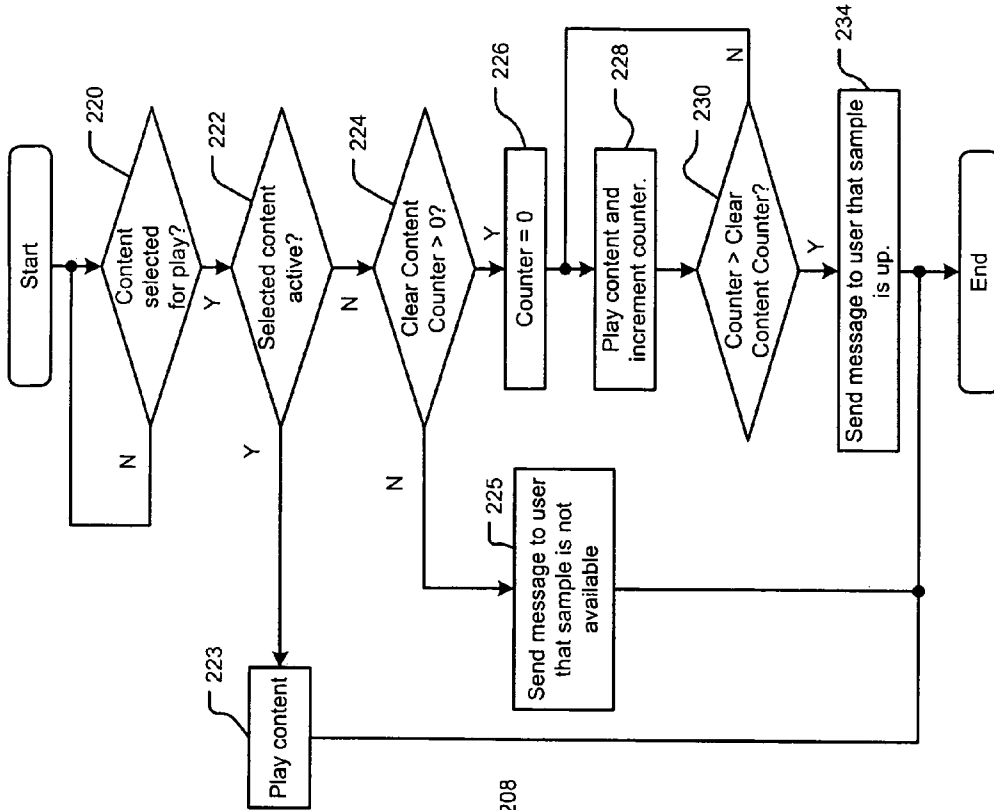 Start
220
Content
selected
for play?
N
Y
222
Selected content
active?
Y
N
223
Play content
224
Clear Content
Counter > 0?
N
Y
225
Send message to user
that sample is not
available
226
Counter = 0
228
Play content and
increment counter.
230
Counter > Clear
Content Counter?
N
Y
234
Send message to user that sample
is up.
End
208